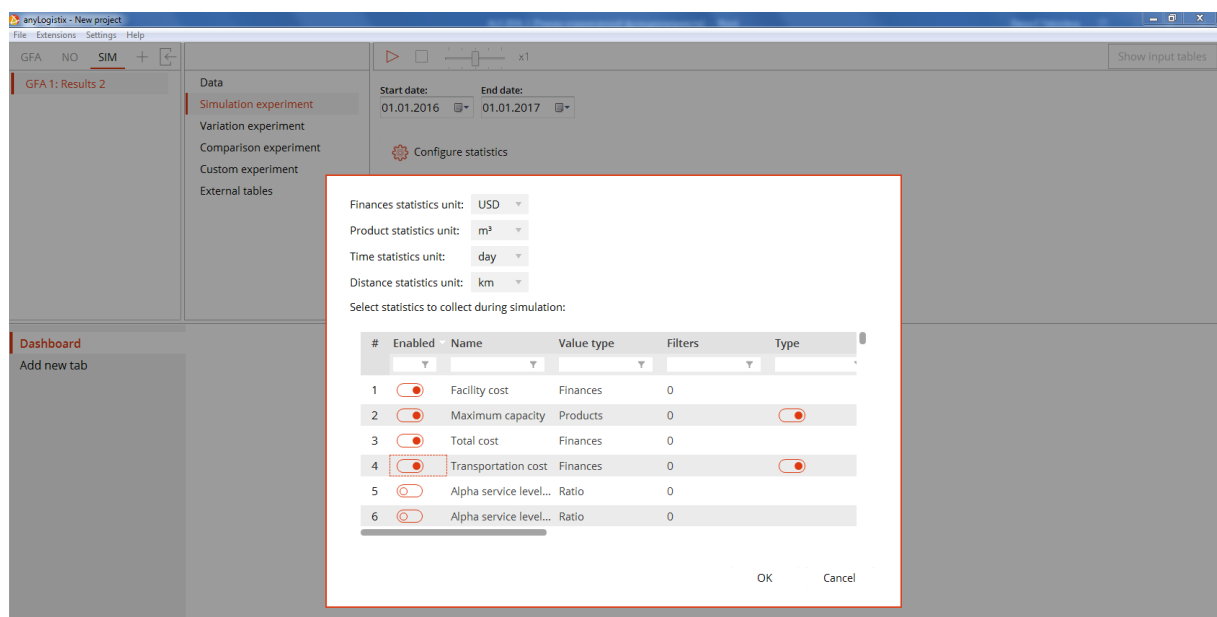 anyLogistix - New project
File Extensions Settings Help
GFA NO SIM
x1
Show input tables
GFA 1: Results 2
Data
Simulation experiment
Variation experiment
Comparison experiment
Custom experiment
External tables
Start date: End date:
01.01.2016 01.01.2017
Configure statistics
Finances statistics unit: USD
Product statistics unit: m³
Time statistics unit: day
Distance statistics unit: km
Select statistics to collect during simulation:
# Enabled Name Value type Filters Type
1 Facility cost Finances 0
2 Maximum capacity Products 0
3 Total cost Finances 0
4 Transportation cost Finances 0
5 Alpha service level... Ratio 0
6 Alpha service level... Ratio 0
OK Cancel
Dashboard
Add new tab